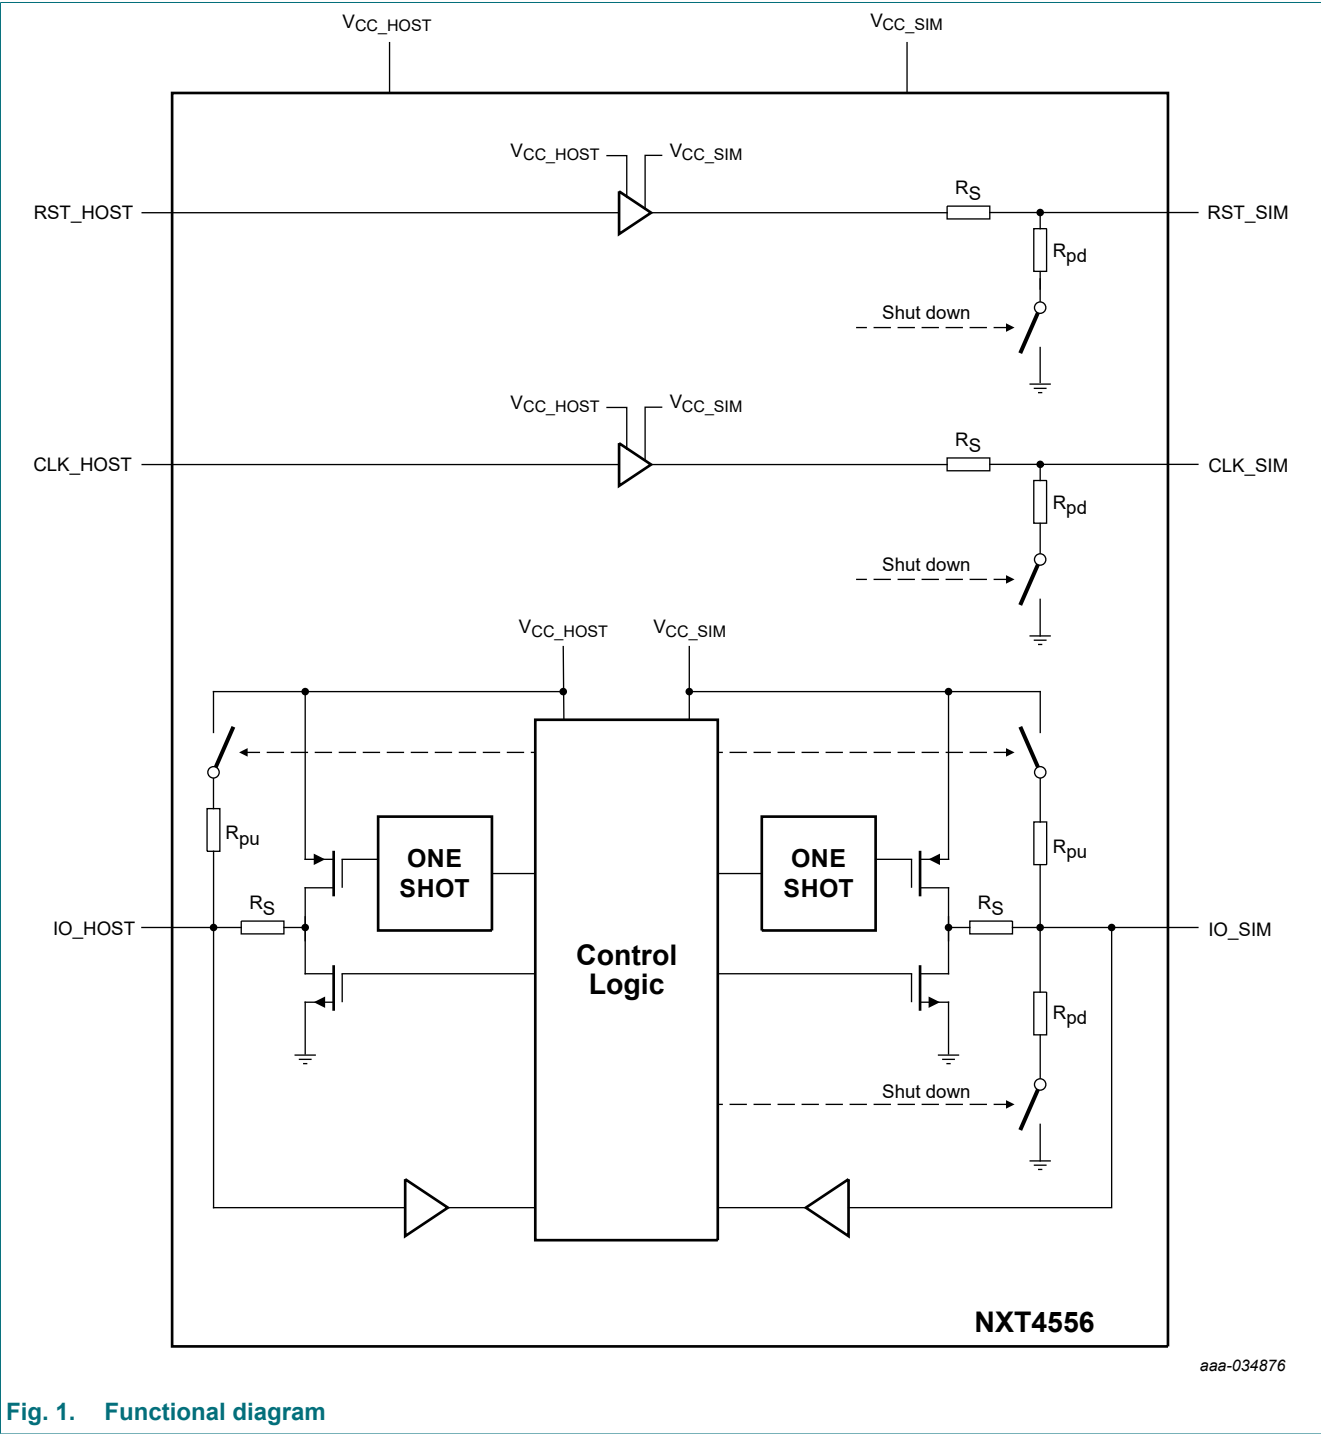 VCC_HOST VCC_SIM
VCC_HOST VCC_SIM
RST_HOST RS RST_SIM
Rpd
Shut down
VCC_HOST VCC_SIM
CLK_HOST RS CLK_SIM
Rpd
Shut down
VCC_HOST VCC_SIM
Rpu ONE SHOT ONE SHOT Rpu
IO_HOST RS RS IO_SIM
Control
Logic
Rpd
Shut down
NXT4556
aaa-034876
Fig. 1. Functional diagram